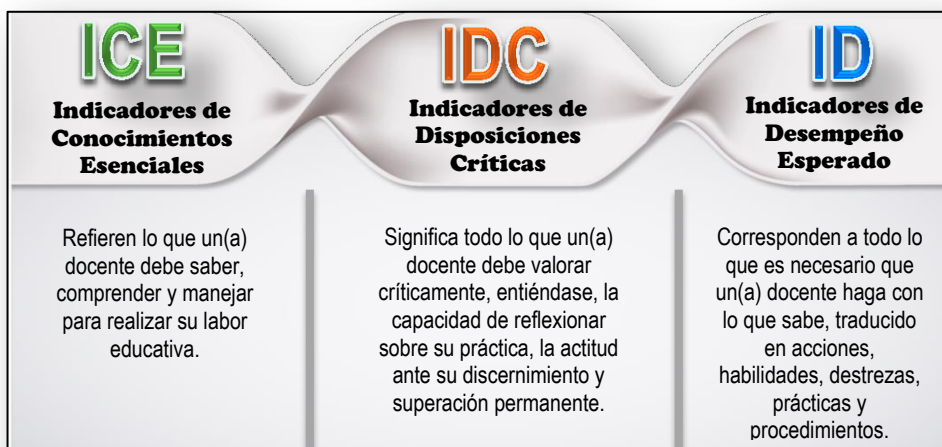 ICE
Indicadores de
Conocimientos
Esenciales
Refieren lo que un(a)
docente debe saber,
comprender y manejar
para realizar su labor
educativa.
IDC
Indicadores de
Disposiciones
Críticas
Significa todo lo que un(a)
docente debe valorar
críticamente, entiéndase, la
capacidad de reflexionar
sobre su práctica, la actitud
ante su discernimiento y
superación permanente.
ID
Indicadores de
Desempeño
Esperado
Corresponden a todo lo
que es necesario que
un(a) docente haga con
lo que sabe, traducido
en acciones,
habilidades, destrezas,
prácticas y
procedimientos.